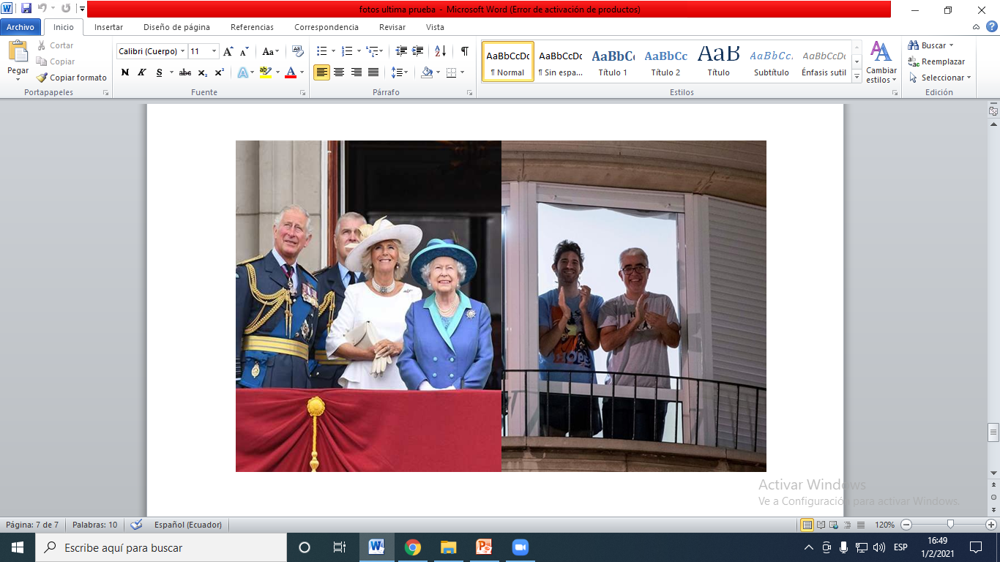 fotos ultima prueba - Microsoft Word (Error de activación de productos)
Archivo Inicio Insertar Diseño de página Referencias Correspondencia Revisar Vista
Pegar
Cortar
Copiar
Copiar formato
Portapapeles
Calibri (Cuerpo) 11
N K S abc x₂ x²
Fuente
Párrafo
AaBbCcDc AaBbCcDc AaBbC AaBbCc AaB AaBbCc. AaBbCcDc
¶ Normal ¶ Sin espa... Título 1 Título 2 Título Subtítulo Énfasis sutil
Estilos
Cambiar
estilos
Buscar
Reemplazar
Seleccionar
Edición
Activar Windows
Ve a Configuración para activar Windows.
Página: 7 de 7 Palabras: 10 Español (Ecuador) 120%
Escribe aquí para buscar
ESP
16:49
1/2/2021